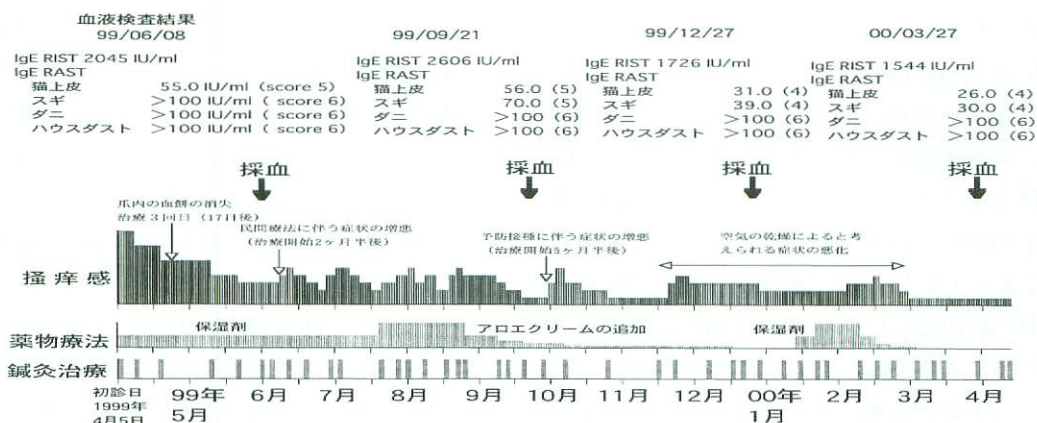 血液検査結果
99/06/08
IgE RIST 2045 IU/ml
IgE RAST
猫上皮 55.0 IU/ml (score 5)
スギ >100 IU/ml ( score 6)
ダニ >100 IU/ml ( score 6)
ハウスダスト >100 IU/ml ( score 6)
99/09/21
IgE RIST 2606 IU/ml
IgE RAST
猫上皮 56.0 (5)
スギ 70.0 (5)
ダニ >100 (6)
ハウスダスト >100 (6)
99/12/27
IgE RIST 1726 IU/ml
IgE RAST
猫上皮 31.0 (4)
スギ 39.0 (4)
ダニ >100 (6)
ハウスダスト >100 (6)
00/03/27
IgE RIST 1544 IU/ml
IgE RAST
猫上皮 26.0 (4)
スギ 30.0 (4)
ダニ >100 (6)
ハウスダスト >100 (6)
採血 採血 採血 採血
爪内の血餅の消失
治療3回目 (17日後)
民間療法に伴う症状の増悪
(治療開始2ヶ月半後)
予防接種に伴う症状の増悪
(治療開始5ヶ月半後)
空気の乾燥によると考
えられる症状の悪化
掻痒感
薬物療法 保湿剤 アロエクリームの追加 保湿剤
鍼灸治療
初診日
1999年
4月5日
99年
5月
6月 7月 8月 9月 10月 11月 12月
00年
1月
2月 3月 4月